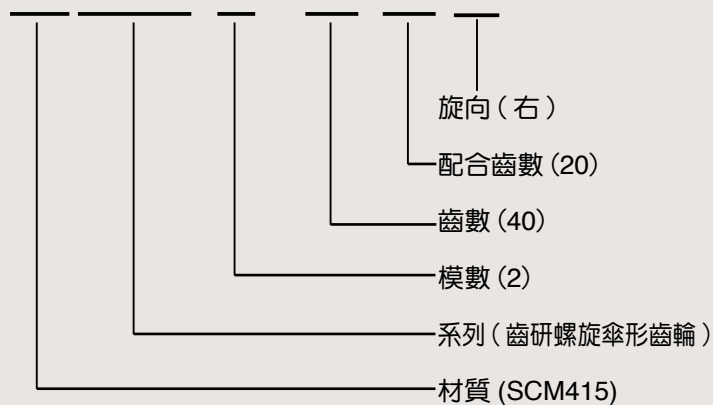 旋向 ( 右 )
配合齒數 (20)
齒數 (40)
模數 (2)
系列 ( 齒研螺旋傘形齒輪 )
材質 (SCM415)